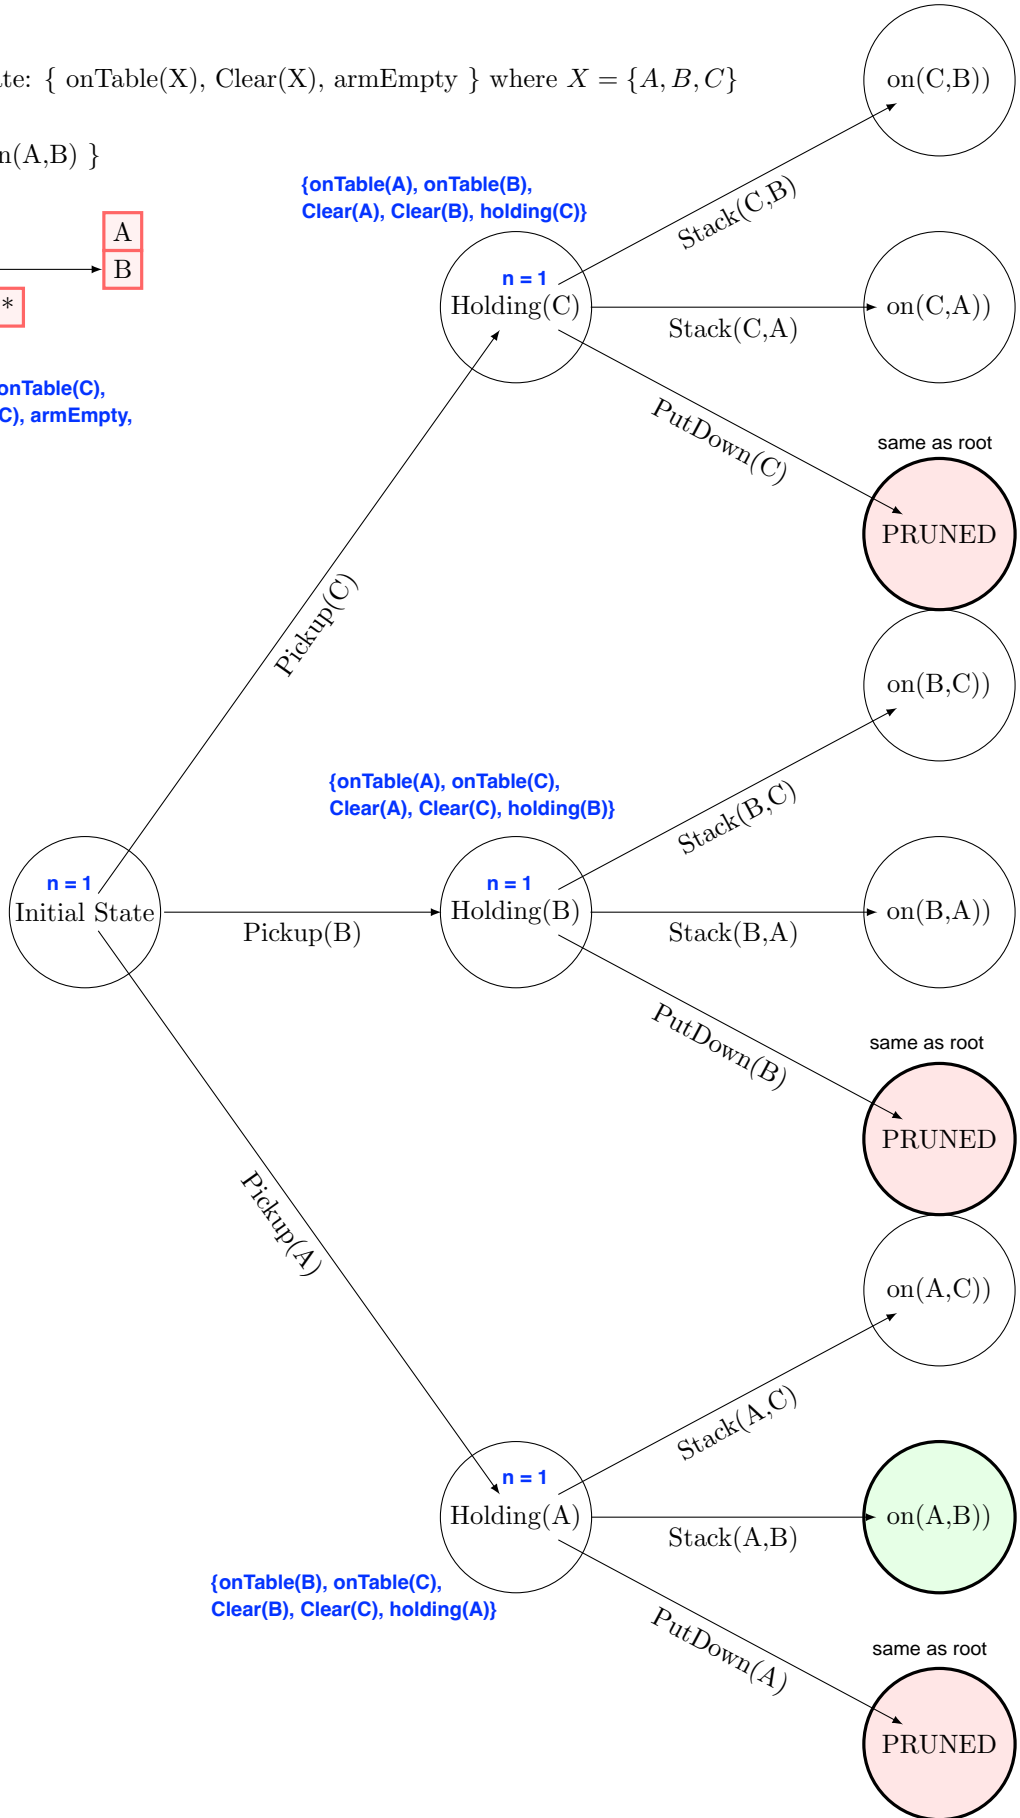 ate: { onTable(X), Clear(X), armEmpty } where X = {A, B, C}
on(C,B))
n(A,B) }
{onTable(A), onTable(B),
Clear(A), Clear(B), holding(C)}
Stack(C,B)
A
B
*
n = 1
Holding(C)
Stack(C,A)
on(C,A))
onTable(C),
C), armEmpty,
PutDown(C)
same as root
PRUNED
Pickup(C)
on(B,C))
{onTable(A), onTable(C),
Clear(A), Clear(C), holding(B)}
Stack(B,C)
n = 1
Initial State
Pickup(B)
n = 1
Holding(B)
Stack(B,A)
on(B,A))
PutDown(B)
same as root
PRUNED
Pickup(A)
on(A,C))
Stack(A,C)
n = 1
Holding(A)
Stack(A,B)
on(A,B))
{onTable(B), onTable(C),
Clear(B), Clear(C), holding(A)}
PutDown(A)
same as root
PRUNED